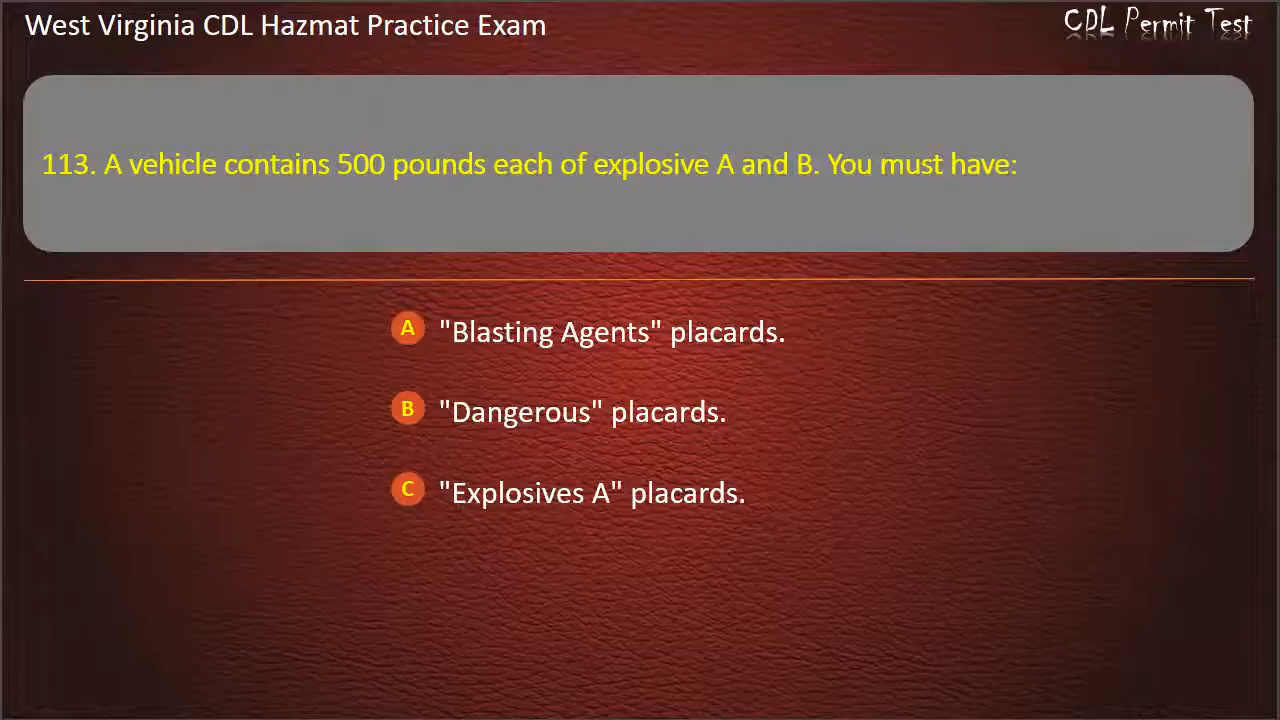 West Virginia CDL Hazmat Practice Exam
CDL Permit Test
113. A vehicle contains 500 pounds each of explosive A and B. You must have:
A "Blasting Agents" placards.
B "Dangerous" placards.
C "Explosives A" placards.